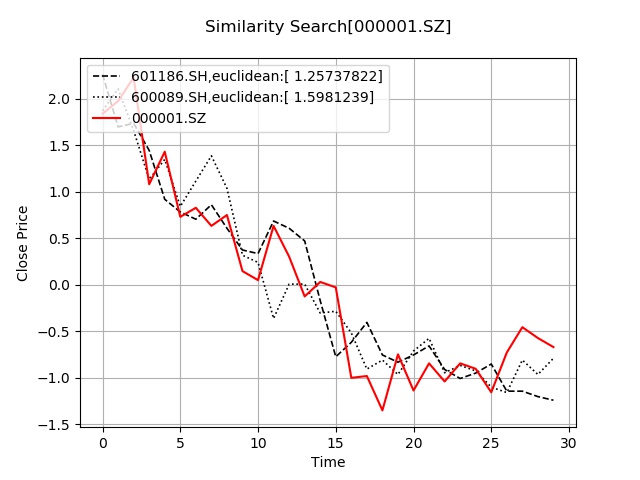 Similarity Search[000001.SZ]
601186.SH,euclidean:[ 1.25737822]
600089.SH,euclidean:[ 1.5981239]
000001.SZ
2.0
1.5
1.0
0.5
0.0
−0.5
−1.0
−1.5
Close Price
0 5 10 15 20 25 30
Time